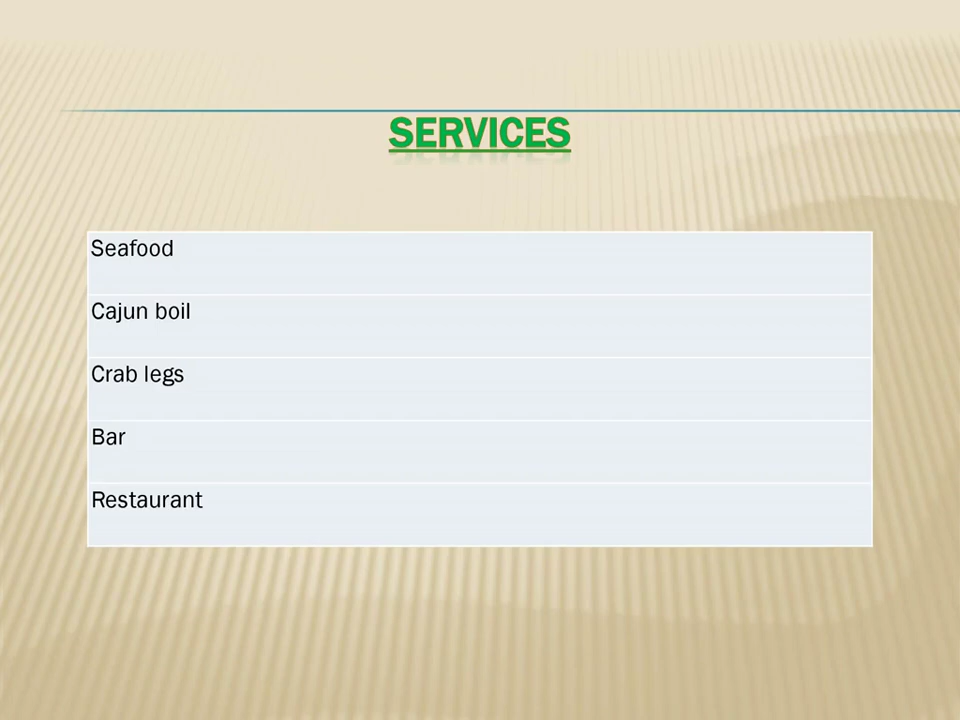 SERVICES
Seafood
Cajun boil
Crab legs
Bar
Restaurant